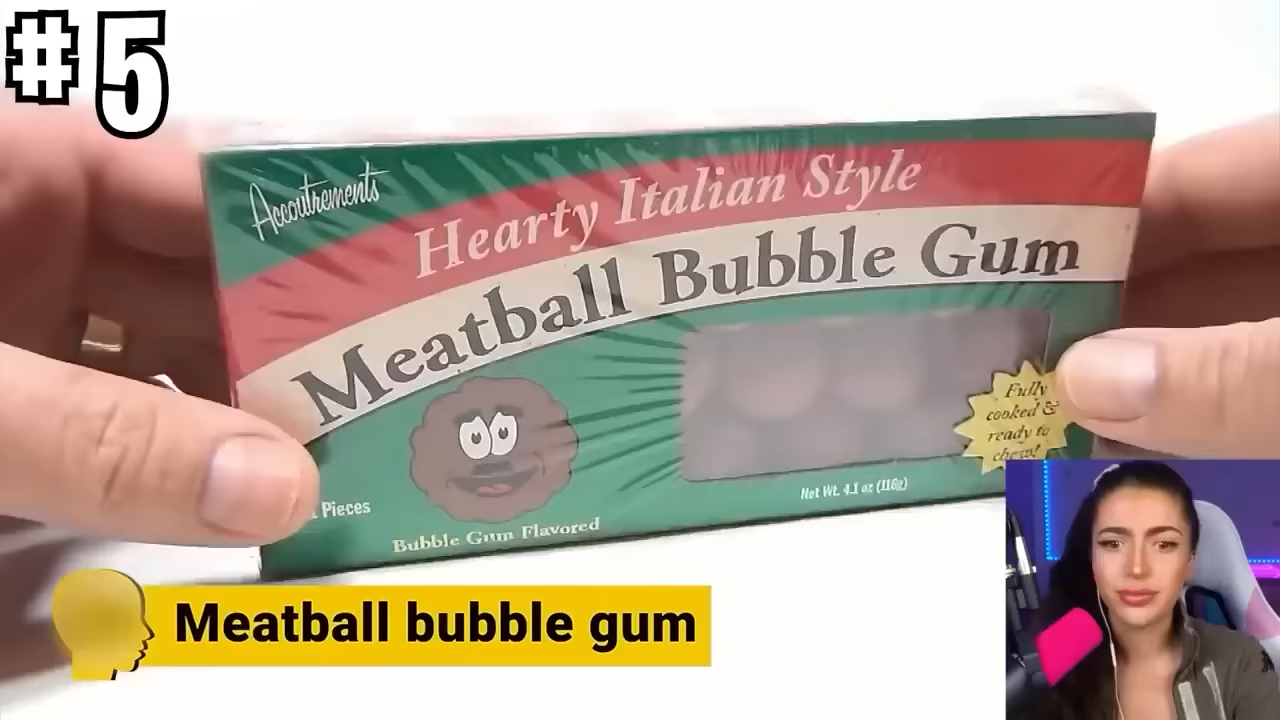 #5
Accoutrements
Hearty Italian Style
Meatball Bubble Gum
Fully
cooked &
ready to
chew!
Pieces
Net Wt. 4.1 oz (116g)
Bubble Gum Flavored
Meatball bubble gum